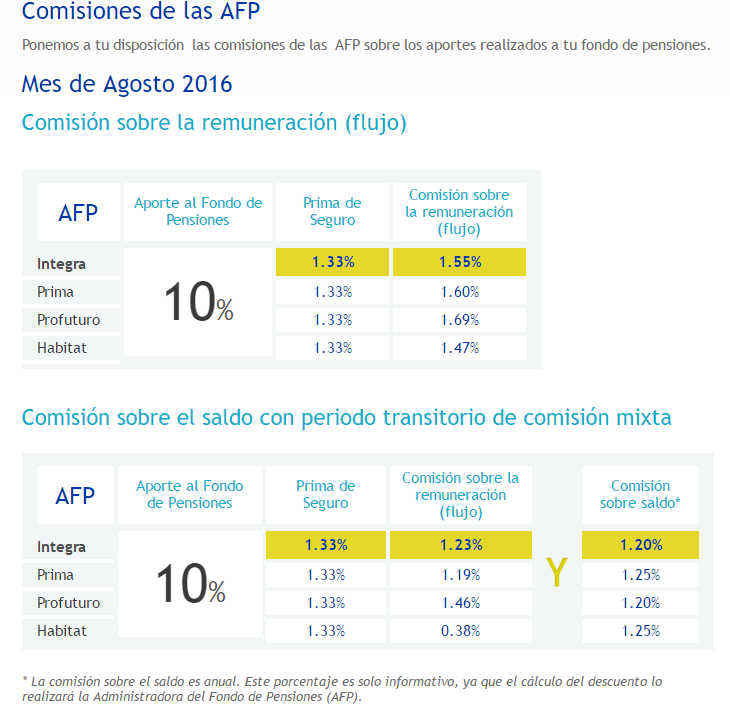 Comisiones de las AFP
Ponemos a tu disposición las comisiones de las AFP sobre los aportes realizados a tu fondo de pensiones.
Mes de Agosto 2016
Comisión sobre la remuneración (flujo)
AFP Aporte al Fondo de Pensiones Prima de Seguro Comisión sobre la remuneración (flujo)
Integra 10% 1.33% 1.55%
Prima 1.33% 1.60%
Profuturo 1.33% 1.69%
Habitat 1.33% 1.47%
Comisión sobre el saldo con periodo transitorio de comisión mixta
AFP Aporte al Fondo de Pensiones Prima de Seguro Comisión sobre la remuneración (flujo) Comisión sobre saldo*
Integra 10% 1.33% 1.23% Y 1.20%
Prima 1.33% 1.19% 1.25%
Profuturo 1.33% 1.46% 1.20%
Habitat 1.33% 0.38% 1.25%
* La comisión sobre el saldo es anual. Este porcentaje es solo informativo, ya que el cálculo del descuento lo
realizará la Administradora del Fondo de Pensiones (AFP).